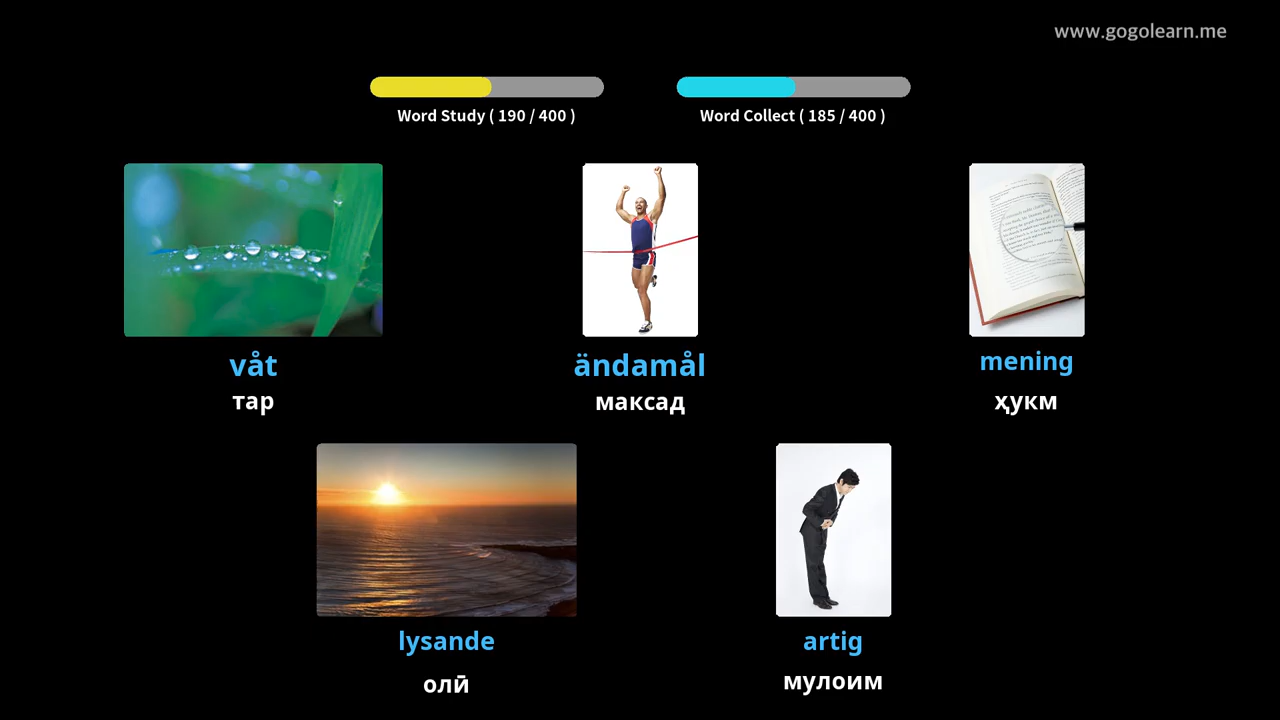 www.gogolearn.me
Word Study ( 190 / 400 )
Word Collect ( 185 / 400 )
våt
ändamål
mening
тар
максад
ҳукм
lysande
artig
олӣ
мулоим